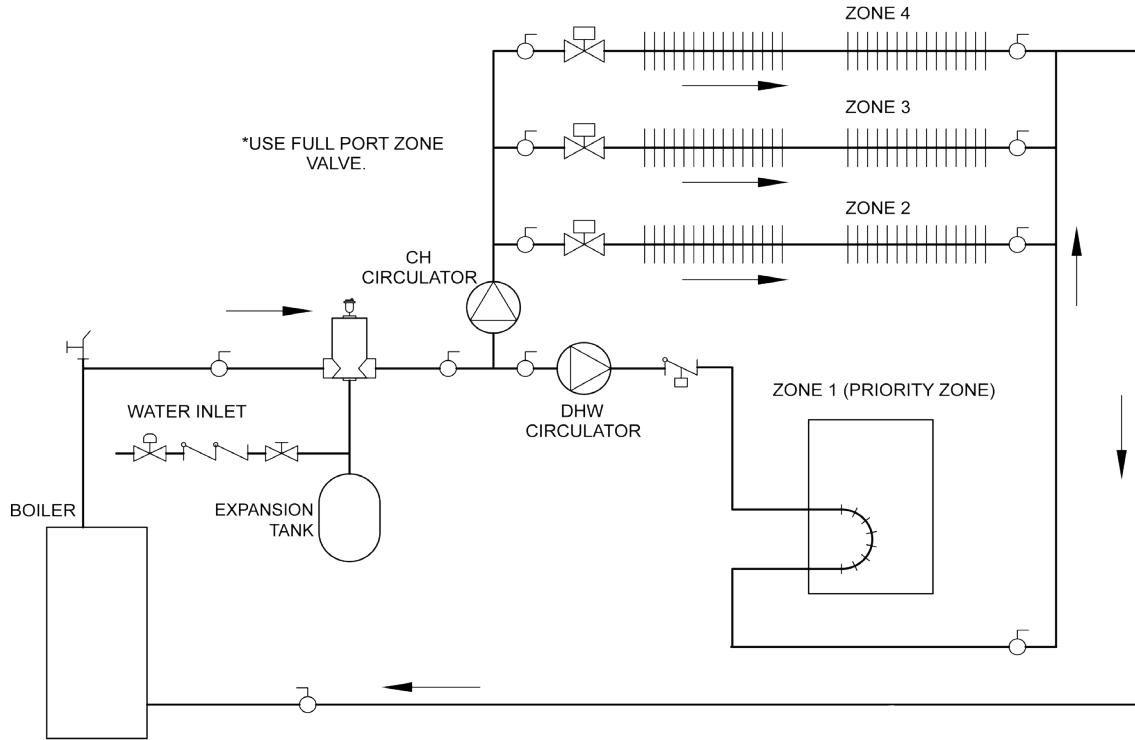 ZONE 4
ZONE 3
*USE FULL PORT ZONE
VALVE.
ZONE 2
CH
CIRCULATOR
ZONE 1 (PRIORITY ZONE)
WATER INLET
DHW
CIRCULATOR
BOILER
EXPANSION
TANK